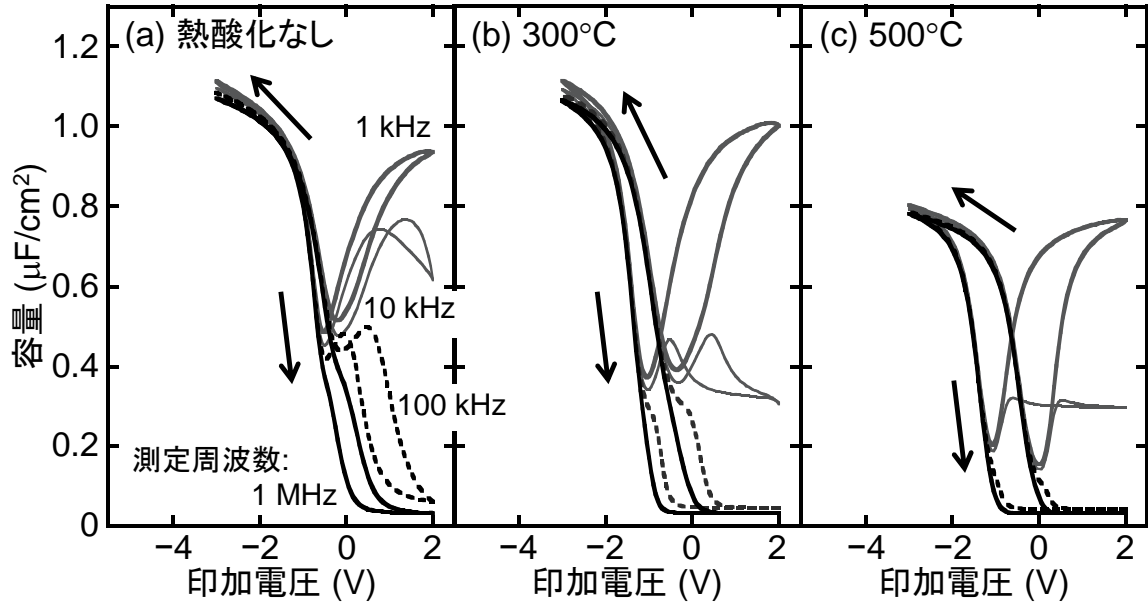 (a) 熱酸化なし
(b) 300°C
(c) 500°C
1.2
1.0
0.8
0.6
0.4
0.2
0
容量 (μF/cm²)
1 kHz
10 kHz
100 kHz
測定周波数:
1 MHz
−4 −2 0 2
−4 −2 0 2
−4 −2 0 2
印加電圧 (V)
印加電圧 (V)
印加電圧 (V)